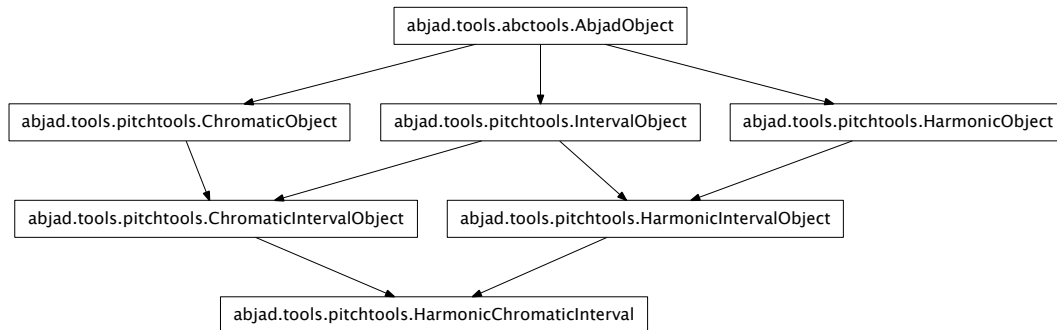 abjad.tools.abctools.AbjadObject
abjad.tools.pitchtools.ChromaticObject
abjad.tools.pitchtools.IntervalObject
abjad.tools.pitchtools.HarmonicObject
abjad.tools.pitchtools.ChromaticIntervalObject
abjad.tools.pitchtools.HarmonicIntervalObject
abjad.tools.pitchtools.HarmonicChromaticInterval